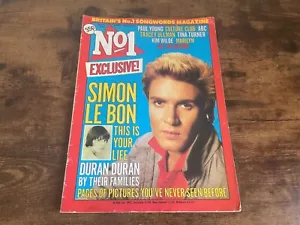 BRITAIN'S No.1 SONGWORDS MAGAZINE
No1
PAUL YOUNG CULTURE CLUB ABC
TRACEY ULLMAN TINA TURNER
KIM WILDE MARILYN
EXCLUSIVE!
SIMON
LE BON
THIS IS
YOUR
LIFE
DURAN DURAN
BY THEIR FAMILIES
PAGES OF PICTURES YOU'VE NEVER SEEN BEFORE